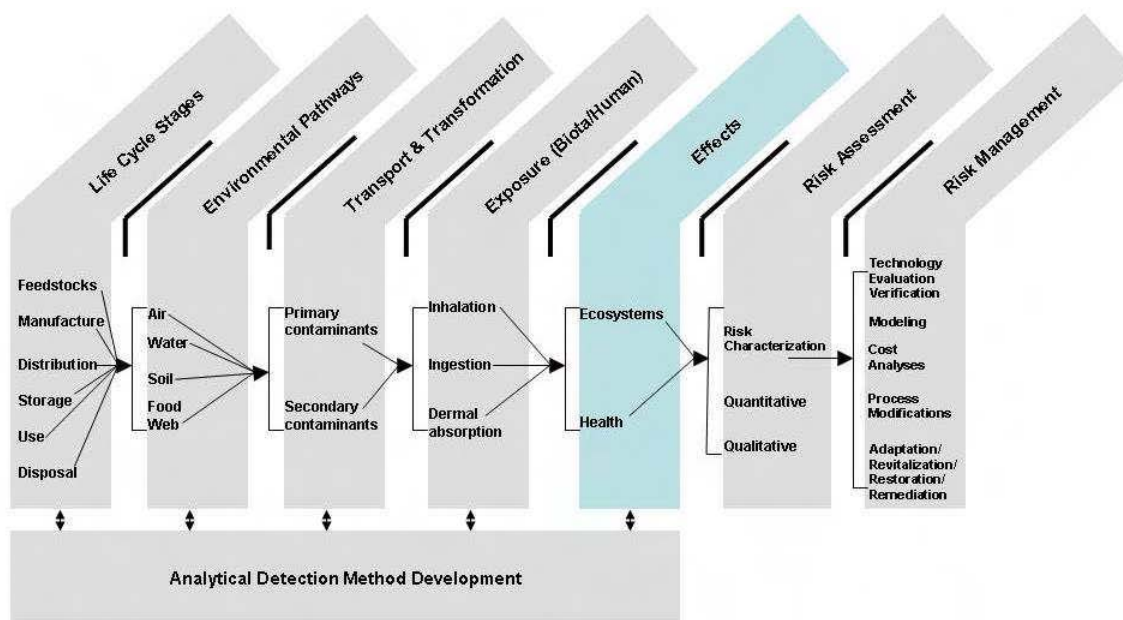 Life Cycle Stages
Environmental Pathways
Transport & Transformation
Exposure (Biota/Human)
Effects
Risk Assessment
Risk Management
Feedstocks
Manufacture
Distribution
Storage
Use
Disposal
Air
Water
Soil
Food
Web
Primary
contaminants
Secondary
contaminants
Inhalation
Ingestion
Dermal
absorption
Ecosystems
Health
Risk
Characterization
Quantitative
Qualitative
Technology
Evaluation
Verification
Modeling
Cost
Analyses
Process
Modifications
Adaptation/
Revitalization/
Restoration/
Remediation
Analytical Detection Method Development